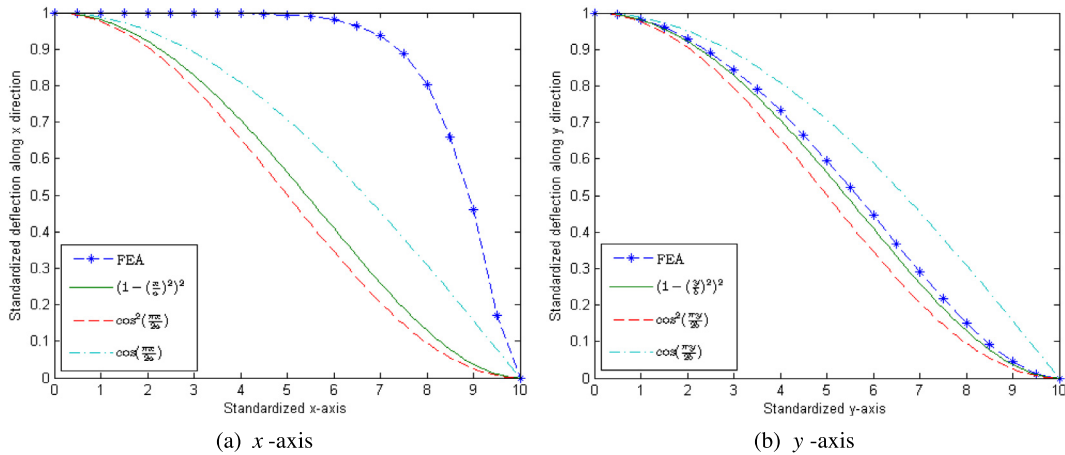 1
0.9
0.8
0.7
0.6
0.5
0.4
0.3
0.2
0.1
0
Standardized deflection along x direction
FEA
(1 − (x/a)²)²
cos²(πx/2a)
cos(πx/2a)
0 1 2 3 4 5 6 7 8 9 10
Standardized x-axis
(a) x -axis
1
0.9
0.8
0.7
0.6
0.5
0.4
0.3
0.2
0.1
0
Standardized deflection along y direction
FEA
(1 − (y/b)²)²
cos²(πy/2b)
cos(πy/2b)
0 1 2 3 4 5 6 7 8 9 10
Standardized y-axis
(b) y -axis